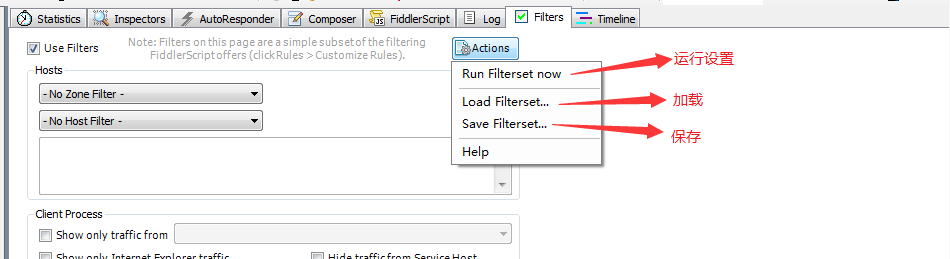 Statistics Inspectors AutoResponder Composer FiddlerScript Log Filters Timeline
Use Filters
Note: Filters on this page are a simple subset of the filtering
FiddlerScript offers (click Rules > Customize Rules).
Actions
Run Filterset now
运行设置
Hosts
- No Zone Filter -
Load Filterset...
加载
- No Host Filter -
Save Filterset...
保存
Help
Client Process
Show only traffic from
Show only Internet Explorer traffic
Hide traffic from Service Host